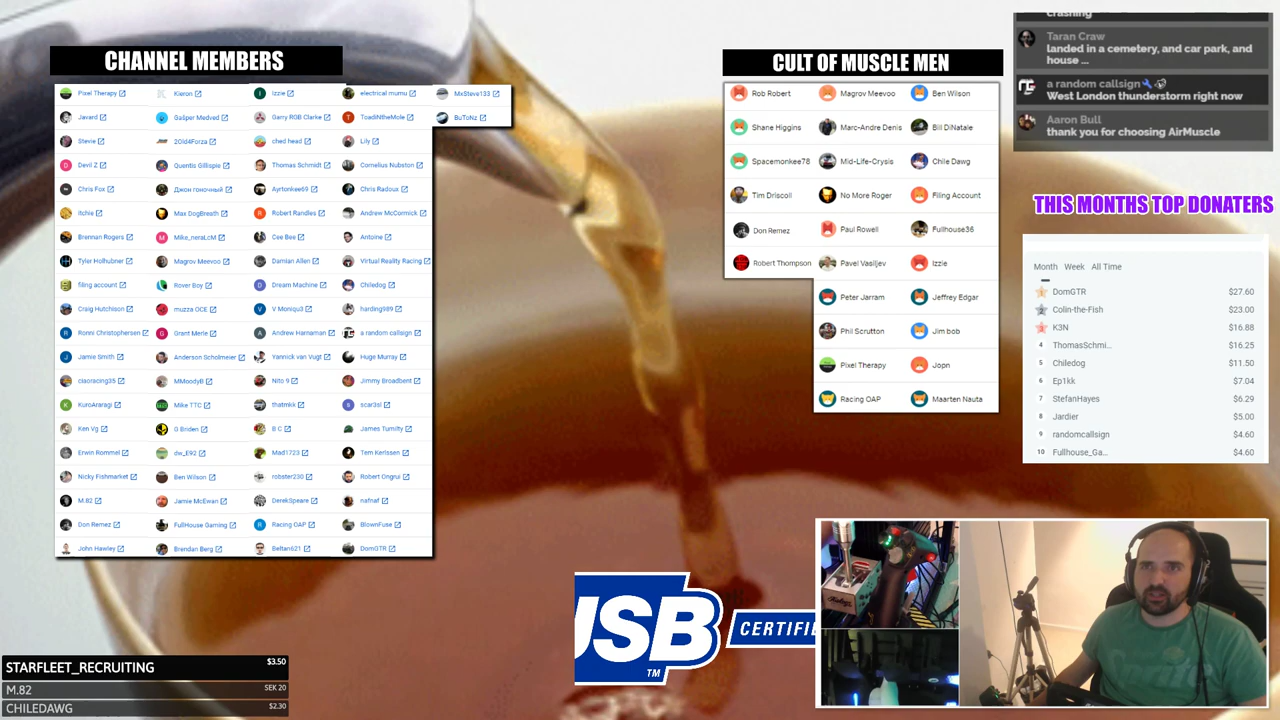 CHANNEL MEMBERS
Pixel Therapy
Kieron
Izzie
electrical mumu
MxSteve133
Javard
Gašper Medved
Garry RGB Clarke
ToadiNtheMole
BuToNz
Stevie
2Old4Forza
ched head
Lily
Devil Z
Quentis Gillispie
Thomas Schmidt
Cornelius Nubston
Chris Fox
Джон гоночный
Ayrtonkee69
Chris Radoux
Itchie
Max DogBreath
Robert Randles
Andrew McCormick
Brennan Rogers
Mike_neraLcM
Cee Bee
Antoine
Tyler Holhubner
Magrov Meevoo
Damian Allen
Virtual Reality Racing
filing account
Rover Boy
Dream Machine
Chiledog
Craig Hutchison
muzza OCE
V Moniqu3
harding989
Ronni Christophersen
Grant Merle
Andrew Harnaman
a random callsign
Jamie Smith
Anderson Scholmeier
Yannick van Vugt
Huge Murray
ciaoracing35
MMoodyB
Nito 9
Jimmy Broadbent
KuroAraragi
Mike TTC
thatmkk
scar3sl
Ken Vg
G Briden
B C
James Turnilty
Erwin Rommel
dw_E92
Mad1723
Tem Kerissen
Nicky Fishmarket
Ben Wilson
robster230
Robert Ongrui
M.82
Jamie McEwan
DerekSpeare
nafnaf
Don Remez
FullHouse Gaming
Racing OAP
BlownFuse
John Hawley
Brendan Berg
Beltan621
DomGTR
CULT OF MUSCLE MEN
Rob Robert
Magrov Meevoo
Ben Wilson
Shane Higgins
Marc-Andre Denis
Bill DiNatale
Spacemonkee78
Mid-Life-Crysis
Chile Dawg
Tim Driscoll
No More Roger
Filing Account
Don Remez
Paul Rowell
Fullhouse36
Robert Thompson
Pavel Vasiljev
Izzie
Peter Jarram
Jeffrey Edgar
Phil Scrutton
Jim bob
Pixel Therapy
Jopn
Racing OAP
Maarten Nauta
crashing
Taran Craw
landed in a cemetery, and car park, and
house ...
a random callsign
West London thunderstorm right now
Aaron Bull
thank you for choosing AirMuscle
THIS MONTHS TOP DONATERS
Month Week All Time
DomGTR $27.60
Colin-the-Fish $23.00
K3N $16.88
4 ThomasSchmi... $16.25
5 Chiledog $11.50
6 Ep1kk $7.04
7 StefanHayes $6.29
8 Jardier $5.00
9 randomcallsign $4.60
10 Fullhouse_Ga... $4.60
USB TM
CERTIFI
STARFLEET_RECRUITING $3.50
M.82 SEK 20
CHILEDAWG $2.30